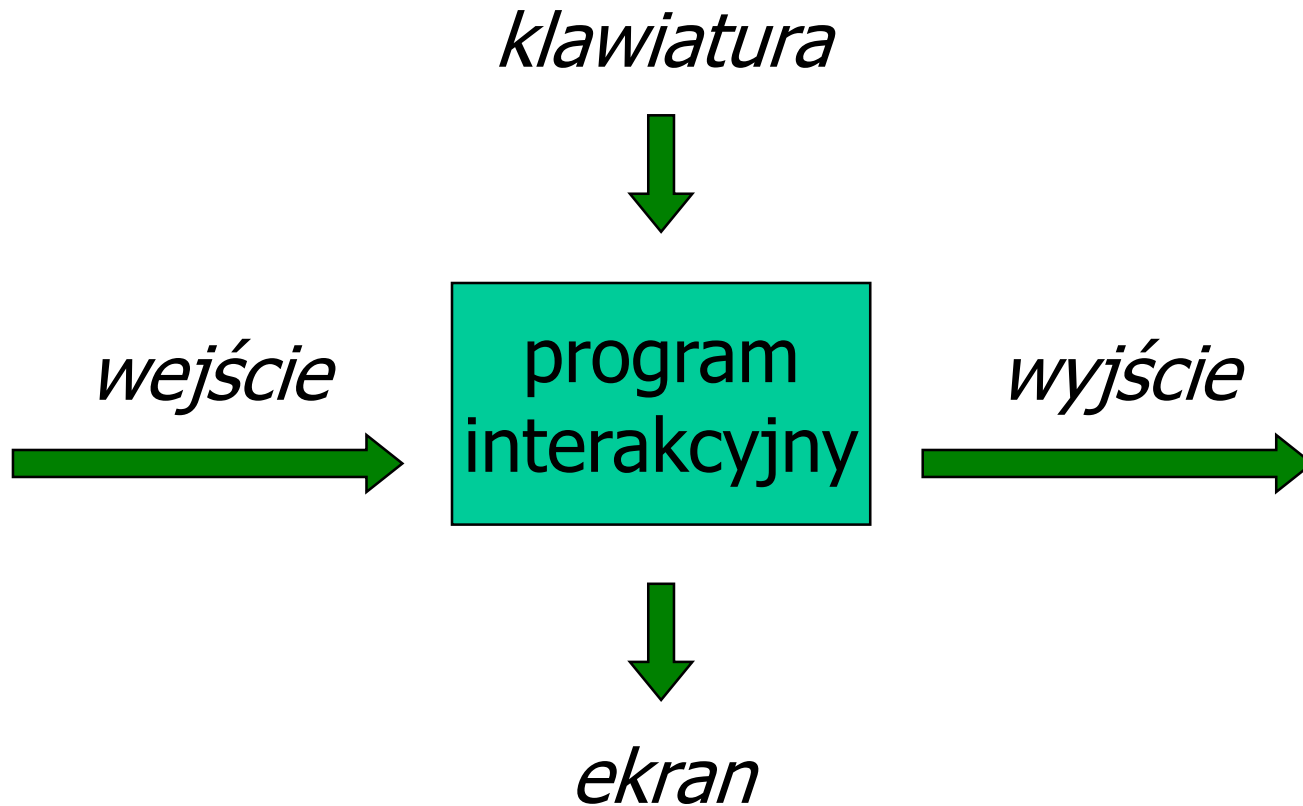 klawiatura
wejście
program
interakcyjny
wyjście
ekran